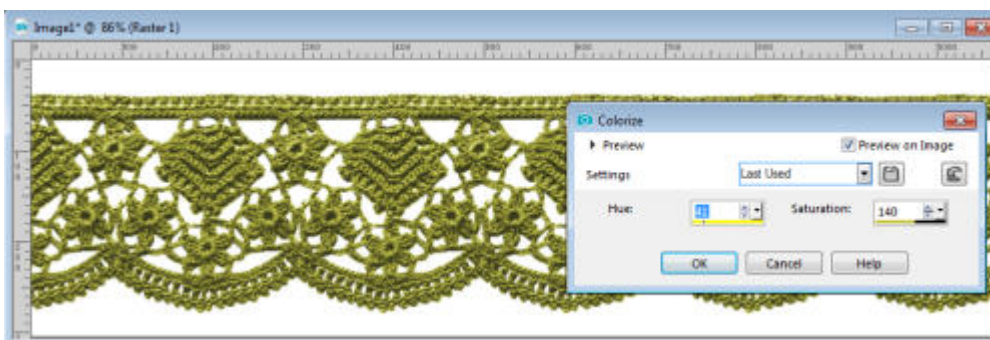 Image1* @ 86% (Raster 1)
Colorize
Preview
Preview on Image
Settings
Last Used
Hue:
Saturation: 140
OK Cancel Help